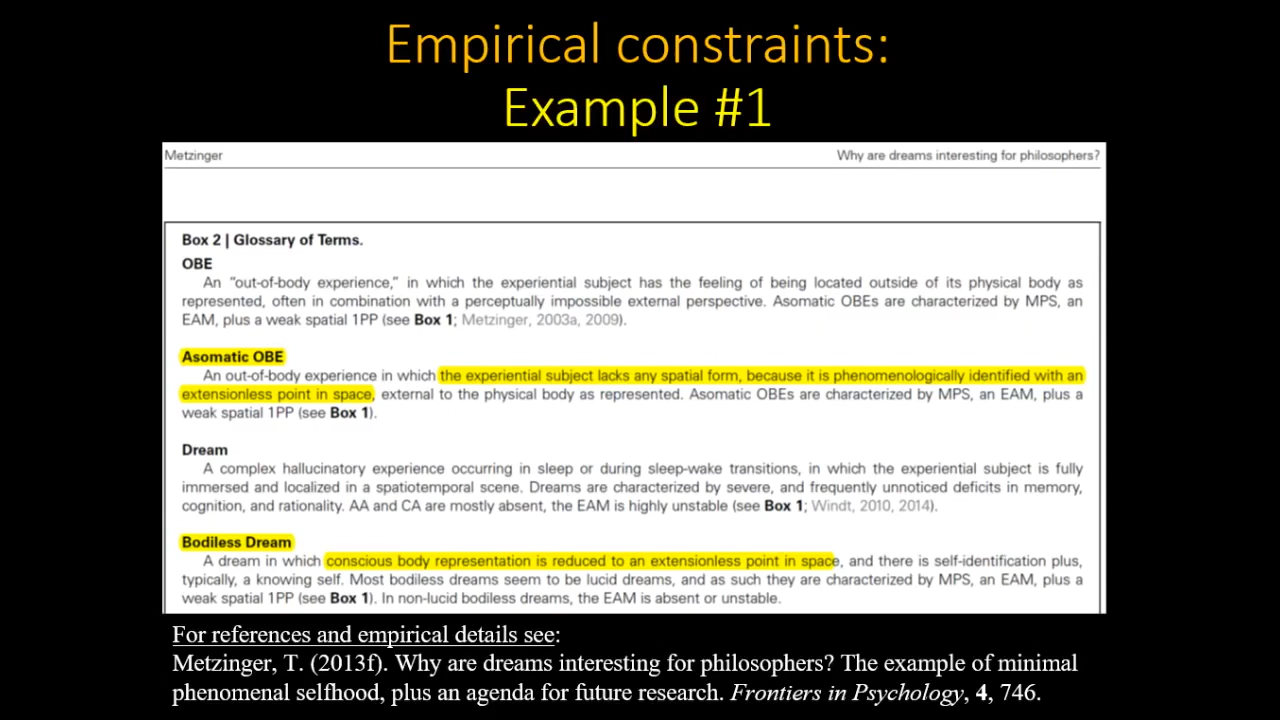 Empirical constraints:
Example #1
Metzinger Why are dreams interesting for philosophers?
Box 2 | Glossary of Terms.
OBE
An “out-of-body experience,” in which the experiential subject has the feeling of being located outside of its physical body as
represented, often in combination with a perceptually impossible external perspective. Asomatic OBEs are characterized by MPS, an
EAM, plus a weak spatial 1PP (see Box 1; Metzinger, 2003a, 2009).
Asomatic OBE
An out-of-body experience in which the experiential subject lacks any spatial form, because it is phenomenologically identified with an
extensionless point in space, external to the physical body as represented. Asomatic OBEs are characterized by MPS, an EAM, plus a
weak spatial 1PP (see Box 1).
Dream
A complex hallucinatory experience occurring in sleep or during sleep-wake transitions, in which the experiential subject is fully
immersed and localized in a spatiotemporal scene. Dreams are characterized by severe, and frequently unnoticed deficits in memory,
cognition, and rationality. AA and CA are mostly absent, the EAM is highly unstable (see Box 1; Windt, 2010, 2014).
Bodiless Dream
A dream in which conscious body representation is reduced to an extensionless point in space, and there is self-identification plus,
typically, a knowing self. Most bodiless dreams seem to be lucid dreams, and as such they are characterized by MPS, an EAM, plus a
weak spatial 1PP (see Box 1). In non-lucid bodiless dreams, the EAM is absent or unstable.
For references and empirical details see:
Metzinger, T. (2013f). Why are dreams interesting for philosophers? The example of minimal
phenomenal selfhood, plus an agenda for future research. Frontiers in Psychology, 4, 746.